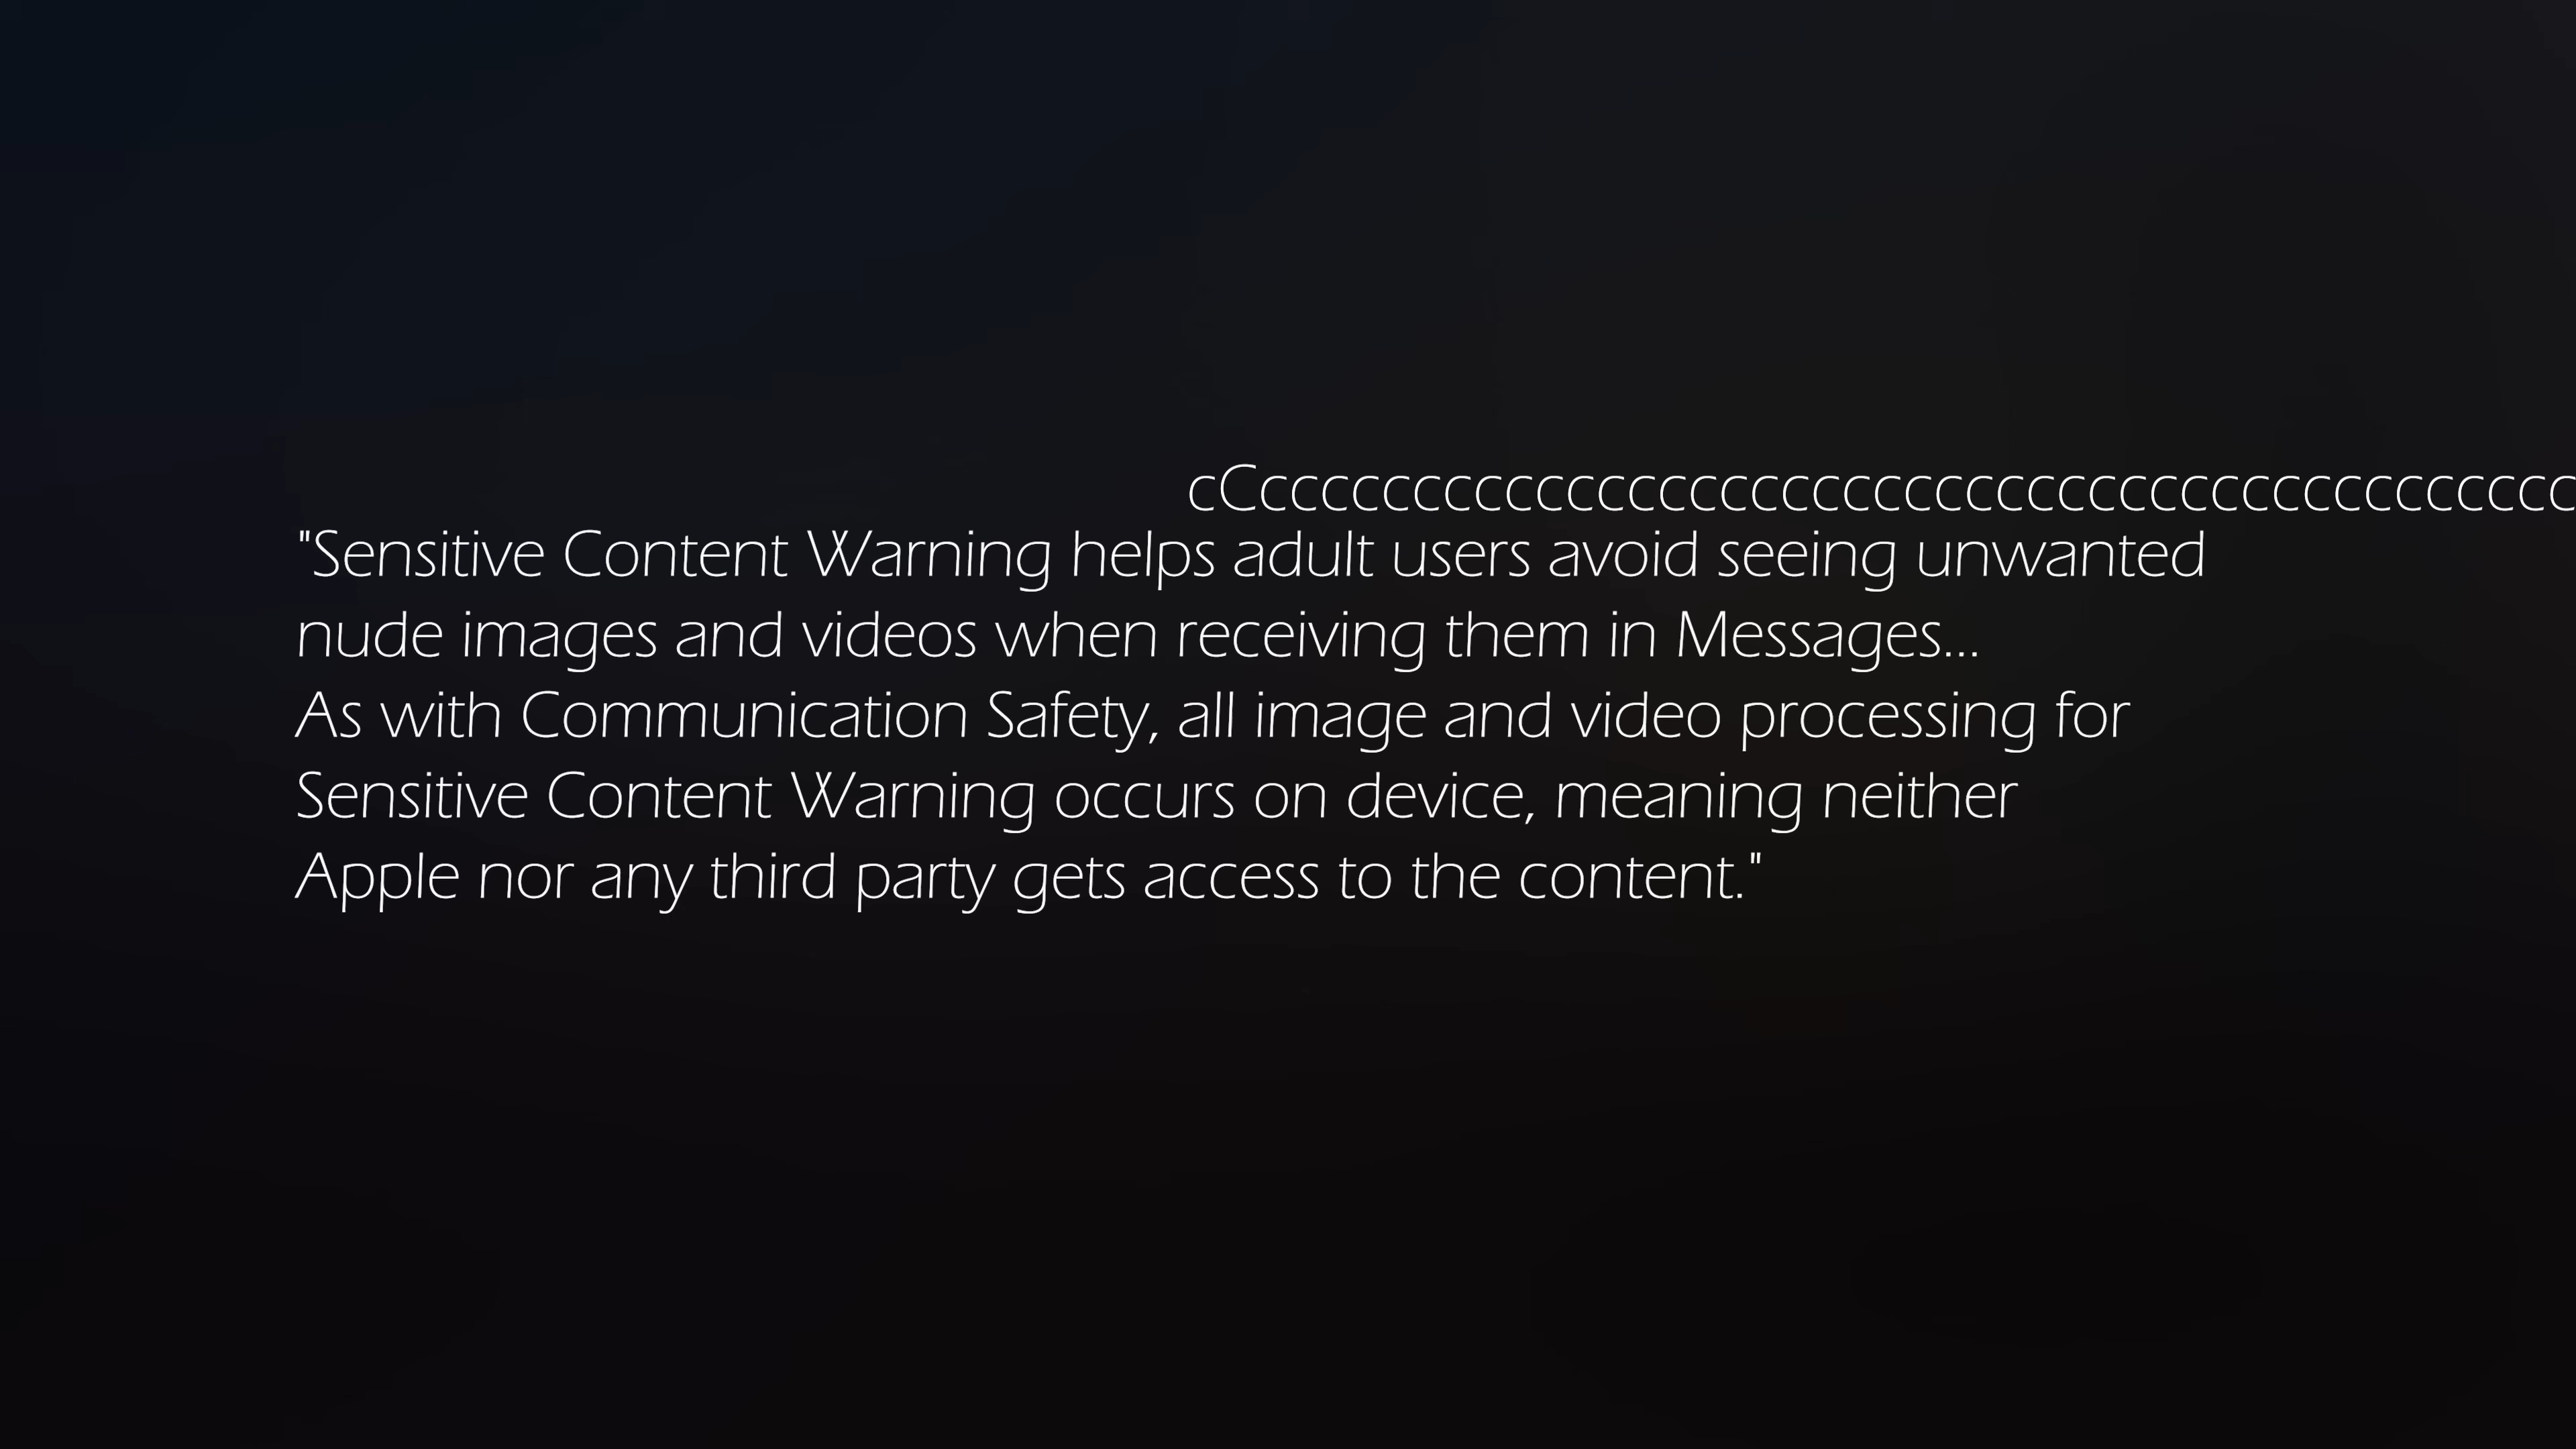 cCccccccccccccccccccccccccccccccccccccccccccc
"Sensitive Content Warning helps adult users avoid seeing unwanted
nude images and videos when receiving them in Messages...
As with Communication Safety, all image and video processing for
Sensitive Content Warning occurs on device, meaning neither
Apple nor any third party gets access to the content."